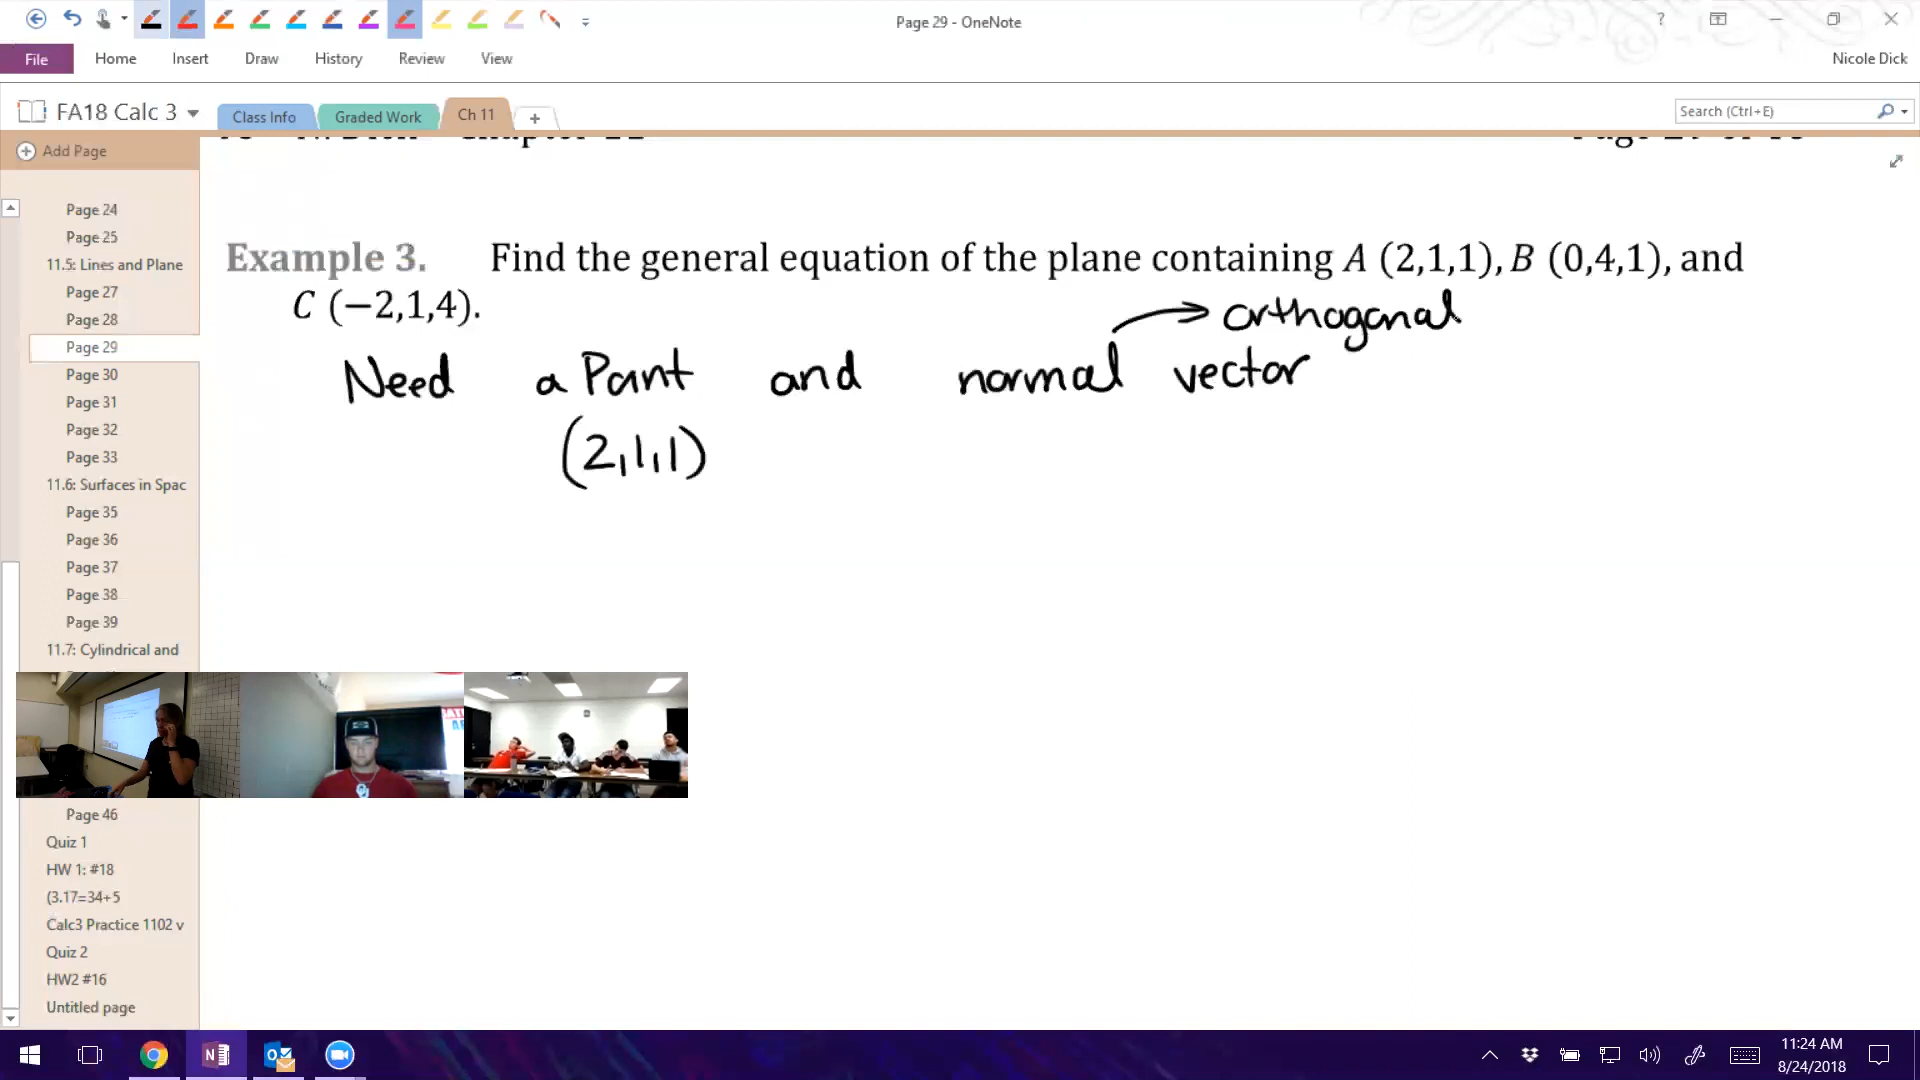 Page 29 - OneNote
File Home Insert Draw History Review View
Nicole Dick
FA18 Calc 3
Class Info
Graded Work
Ch 11
Search (Ctrl+E)
Add Page
Page 24
Page 25
11.5: Lines and Plane
Page 27
Page 28
Page 29
Page 30
Page 31
Page 32
Page 33
11.6: Surfaces in Spac
Page 35
Page 36
Page 37
Page 38
Page 39
11.7: Cylindrical and
Page 46
Quiz 1
HW 1: #18
(3.17=34+5
Calc3 Practice 1102 v
Quiz 2
HW2 #16
Untitled page
Example 3. Find the general equation of the plane containing A (2,1,1), B (0,4,1), and
C (−2,1,4).
→ orthogonal
Need a Point and normal vector
(2,1,1)
11:24 AM
8/24/2018